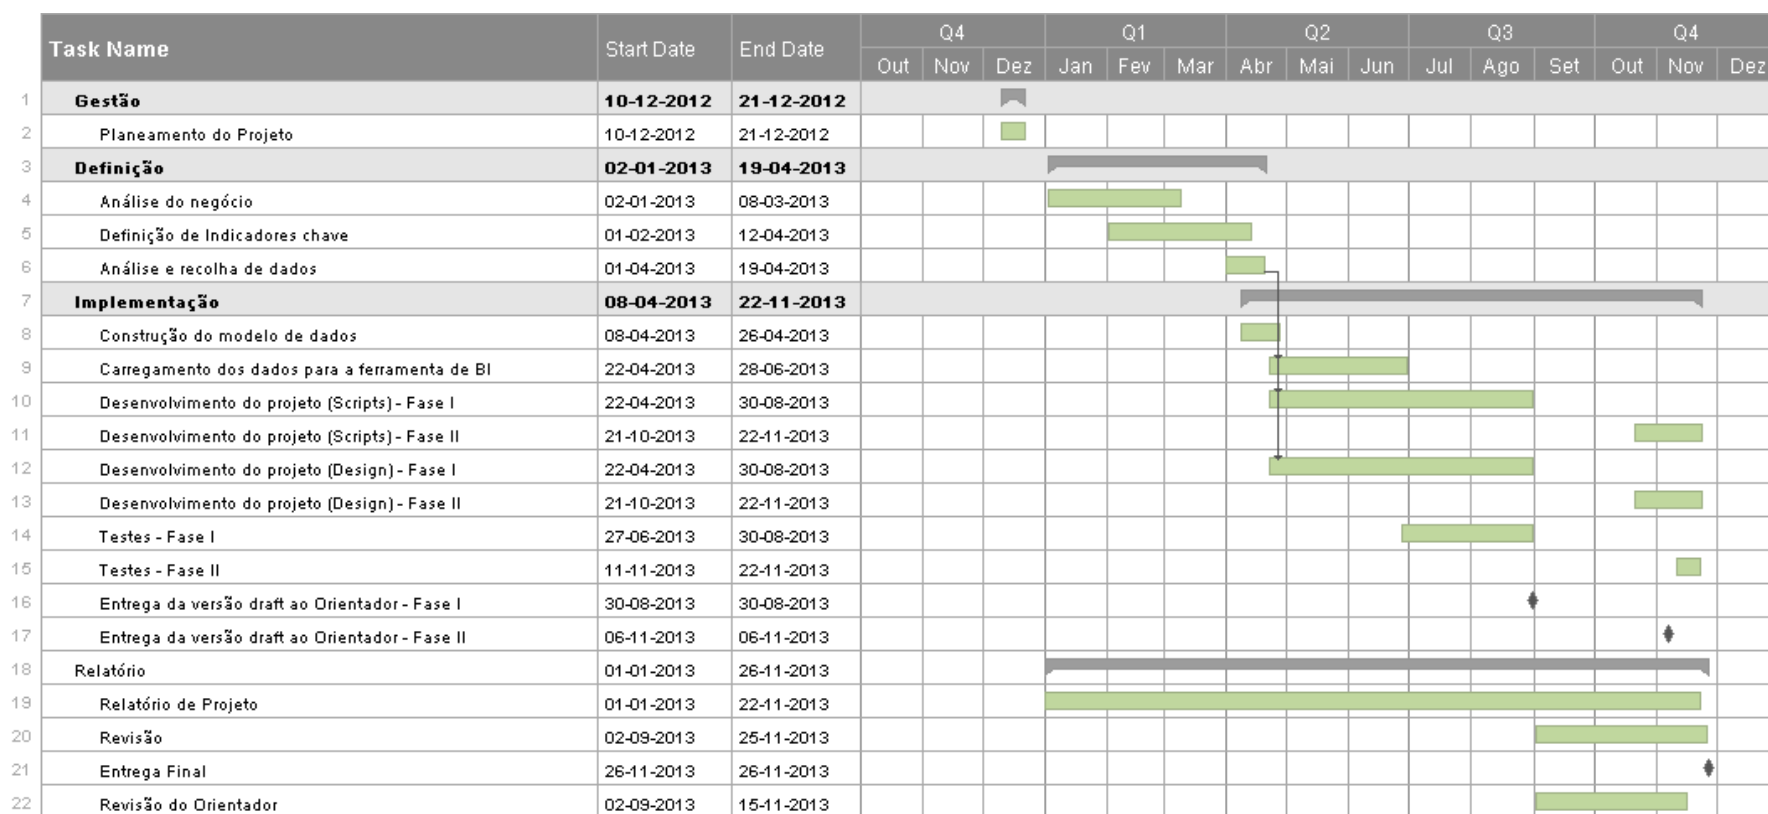 Task Name Start Date End Date Q4 Q1 Q2 Q3 Q4
Out Nov Dez Jan Fev Mar Abr Mai Jun Jul Ago Set Out Nov Dez
1 Gestão 10-12-2012 21-12-2012
2 Planeamento do Projeto 10-12-2012 21-12-2012
3 Definição 02-01-2013 19-04-2013
4 Análise do negócio 02-01-2013 08-03-2013
5 Definição de Indicadores chave 01-02-2013 12-04-2013
6 Análise e recolha de dados 01-04-2013 19-04-2013
7 Implementação 08-04-2013 22-11-2013
8 Construção do modelo de dados 08-04-2013 26-04-2013
9 Carregamento dos dados para a ferramenta de BI 22-04-2013 28-06-2013
10 Desenvolvimento do projeto (Scripts) - Fase I 22-04-2013 30-08-2013
11 Desenvolvimento do projeto (Scripts) - Fase II 21-10-2013 22-11-2013
12 Desenvolvimento do projeto (Design) - Fase I 22-04-2013 30-08-2013
13 Desenvolvimento do projeto (Design) - Fase II 21-10-2013 22-11-2013
14 Testes - Fase I 27-06-2013 30-08-2013
15 Testes - Fase II 11-11-2013 22-11-2013
16 Entrega da versão draft ao Orientador - Fase I 30-08-2013 30-08-2013
17 Entrega da versão draft ao Orientador - Fase II 06-11-2013 06-11-2013
18 Relatório 01-01-2013 26-11-2013
19 Relatório de Projeto 01-01-2013 22-11-2013
20 Revisão 02-09-2013 25-11-2013
21 Entrega Final 26-11-2013 26-11-2013
22 Revisão do Orientador 02-09-2013 15-11-2013